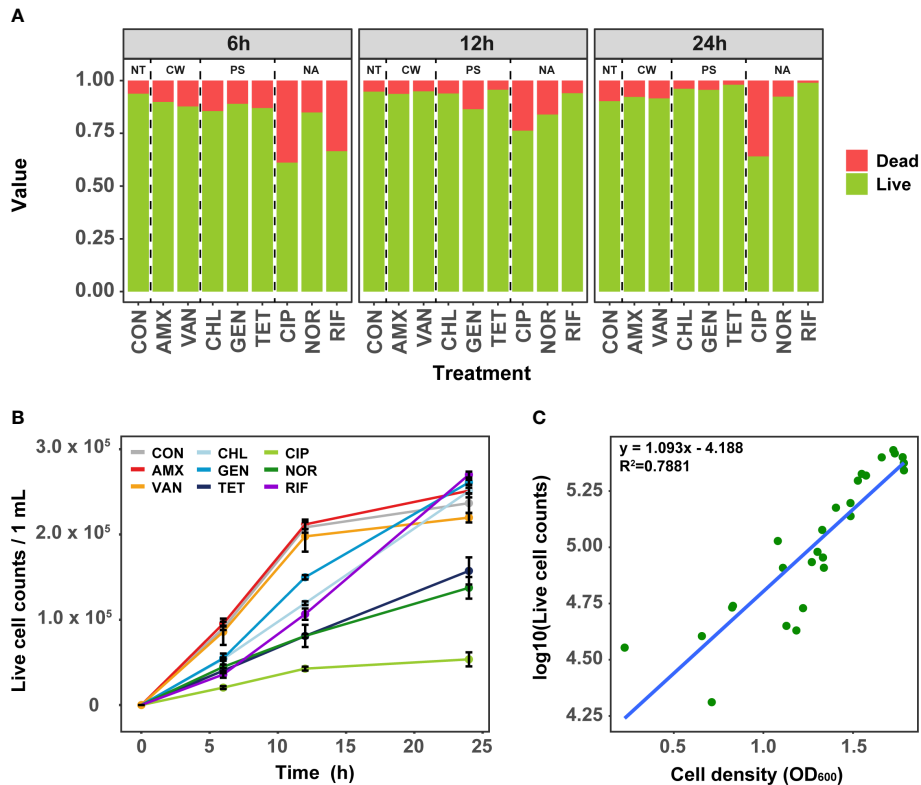 A
6h 12h 24h
NT CW PS NA NT CW PS NA NT CW PS NA
1.00
0.75
0.50
0.25
0.00
Value
CON AMX VAN CHL GEN TET CIP NOR RIF CON AMX VAN CHL GEN TET CIP NOR RIF CON AMX VAN CHL GEN TET CIP NOR RIF
Treatment
Dead
Live
B
3.0 x 10⁵
2.0 x 10⁵
1.0 x 10⁵
0
Live cell counts / 1 mL
CON CHL CIP
AMX GEN NOR
VAN TET RIF
0 5 10 15 20 25
Time (h)
C
y = 1.093x - 4.188
R²=0.7881
5.25
5.00
4.75
4.50
4.25
log10(Live cell counts)
0.5 1.0 1.5
Cell density (OD₆₀₀)